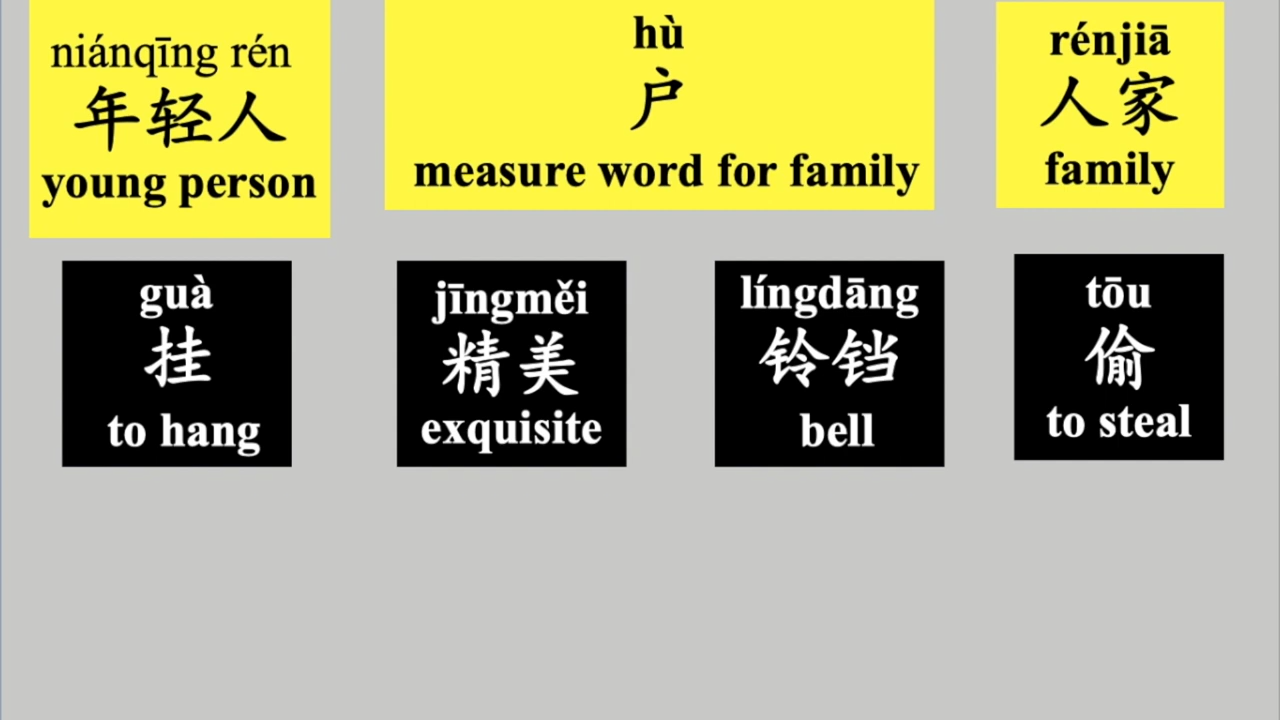 niánqīng rén
年轻人
young person
hù
户
measure word for family
rénjiā
人家
family
guà
挂
to hang
jīngměi
精美
exquisite
língdāng
铃铛
bell
tōu
偷
to steal